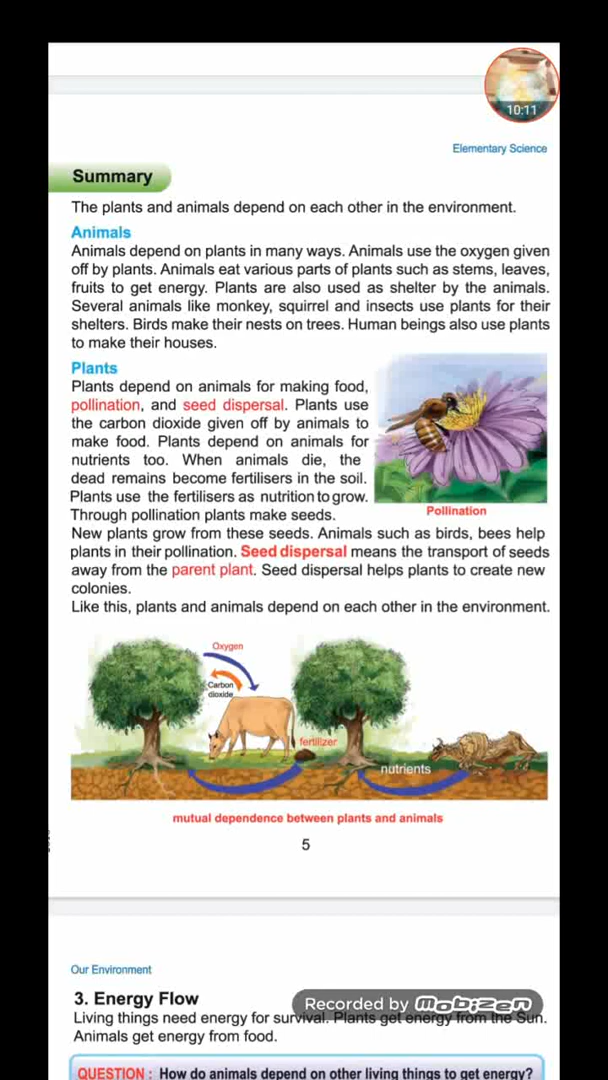 10:11
Elementary Science
Summary
The plants and animals depend on each other in the environment.
Animals
Animals depend on plants in many ways. Animals use the oxygen given
off by plants. Animals eat various parts of plants such as stems, leaves,
fruits to get energy. Plants are also used as shelter by the animals.
Several animals like monkey, squirrel and insects use plants for their
shelters. Birds make their nests on trees. Human beings also use plants
to make their houses.
Plants
Plants depend on animals for making food,
pollination, and seed dispersal. Plants use
the carbon dioxide given off by animals to
make food. Plants depend on animals for
nutrients too. When animals die, the
dead remains become fertilisers in the soil.
Plants use the fertilisers as nutrition to grow.
Through pollination plants make seeds.
Pollination
New plants grow from these seeds. Animals such as birds, bees help
plants in their pollination. Seed dispersal means the transport of seeds
away from the parent plant. Seed dispersal helps plants to create new
colonies.
Like this, plants and animals depend on each other in the environment.
Oxygen
Carbon
dioxide
fertilizer
nutrients
mutual dependence between plants and animals
5
Our Environment
3. Energy Flow
Recorded by mobizen
Living things need energy for survival. Plants get energy from the Sun.
Animals get energy from food.
QUESTION : How do animals depend on other living things to get energy?